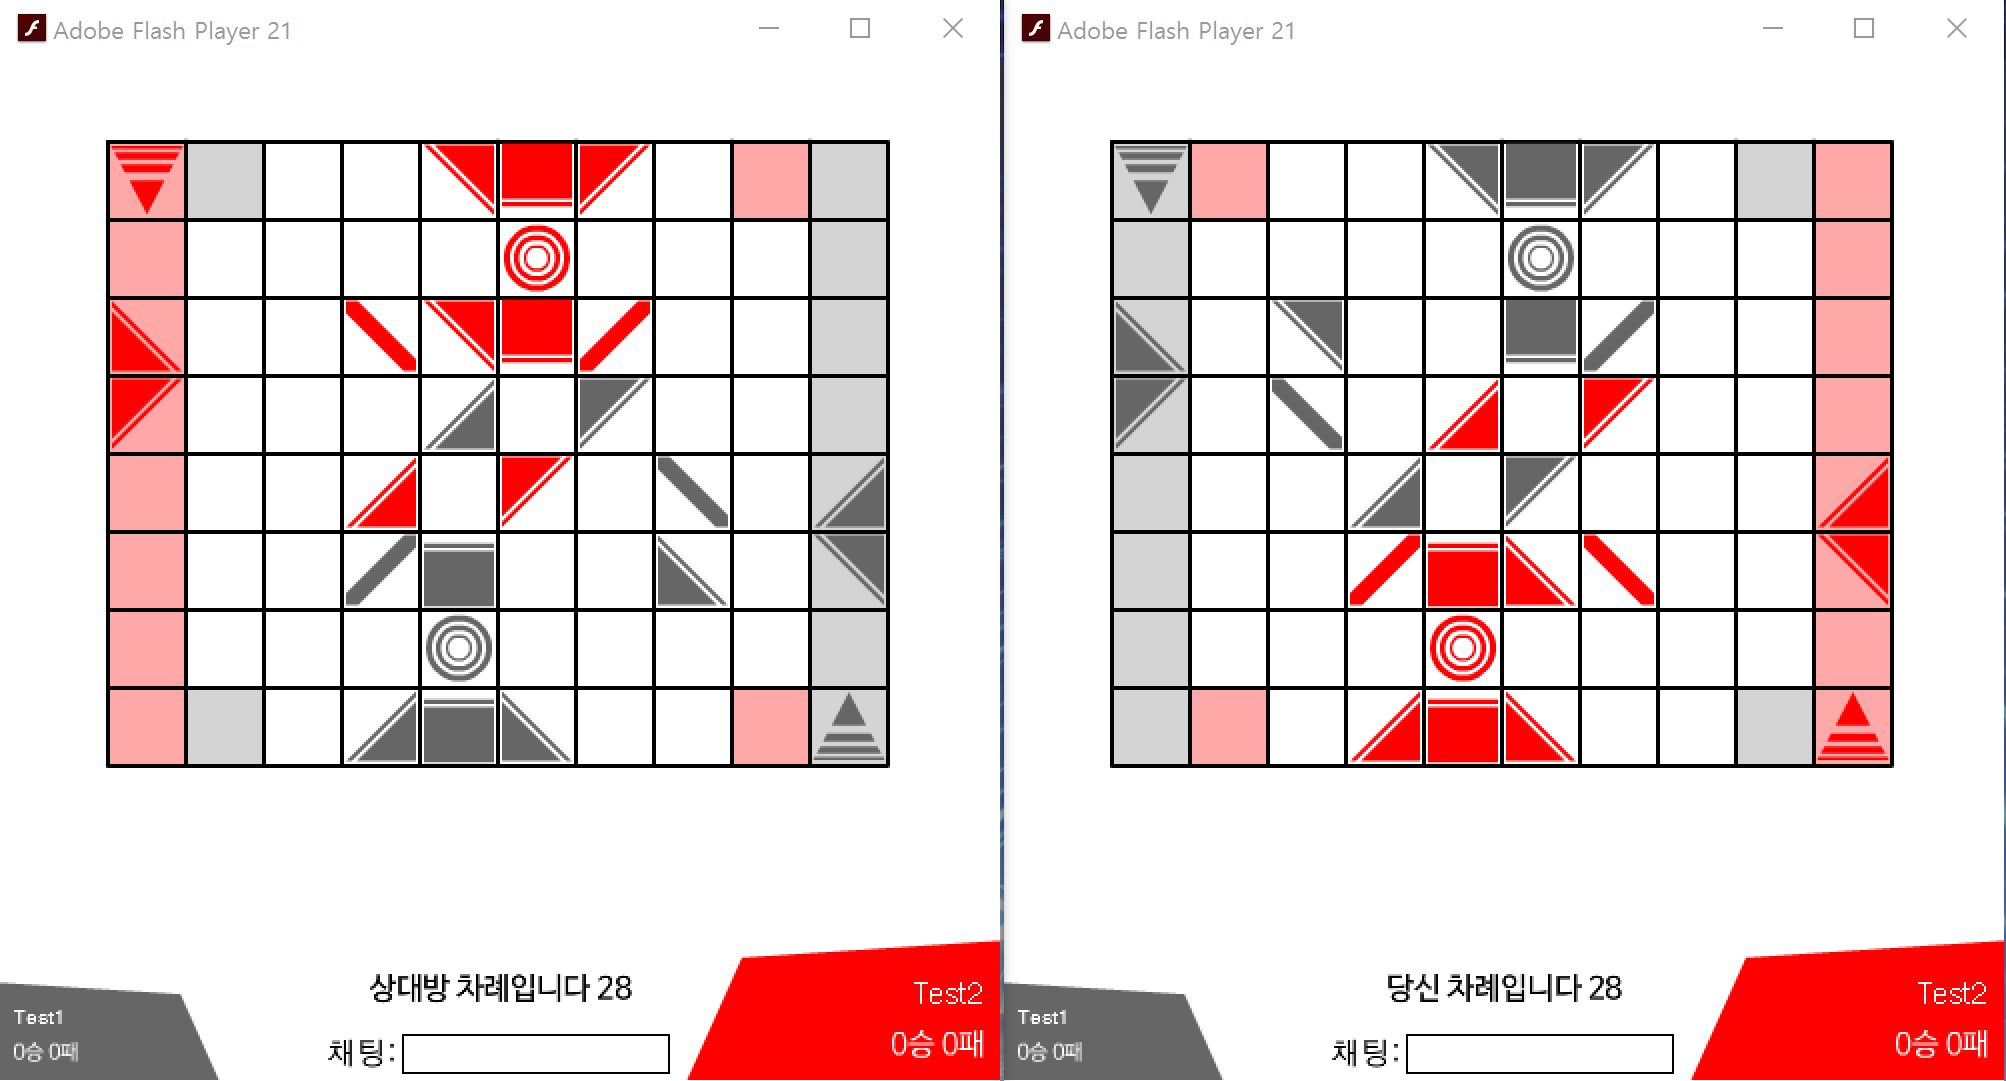 Adobe Flash Player 21
상대방 차례입니다 28
Test1
0승 0패
채팅:
Test2
0승 0패
Adobe Flash Player 21
당신 차례입니다 28
Test1
0승 0패
채팅:
Test2
0승 0패